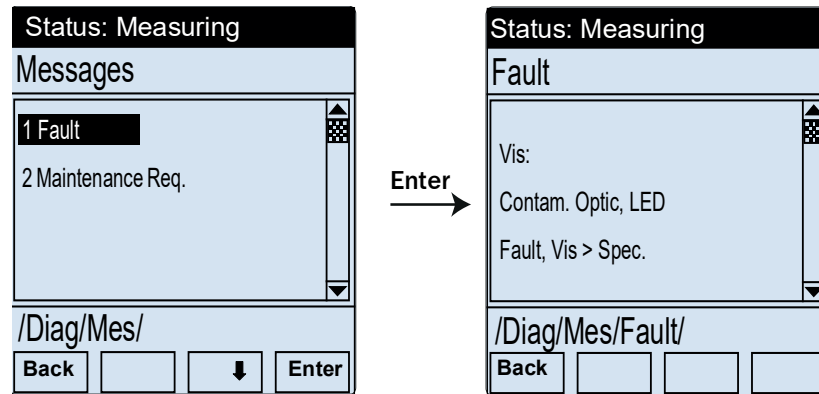 Status: Measuring
Messages
1 Fault
2 Maintenance Req.
/Diag/Mes/
Back
Enter
Enter
Status: Measuring
Fault
Vis:
Contam. Optic, LED
Fault, Vis > Spec.
/Diag/Mes/Fault/
Back